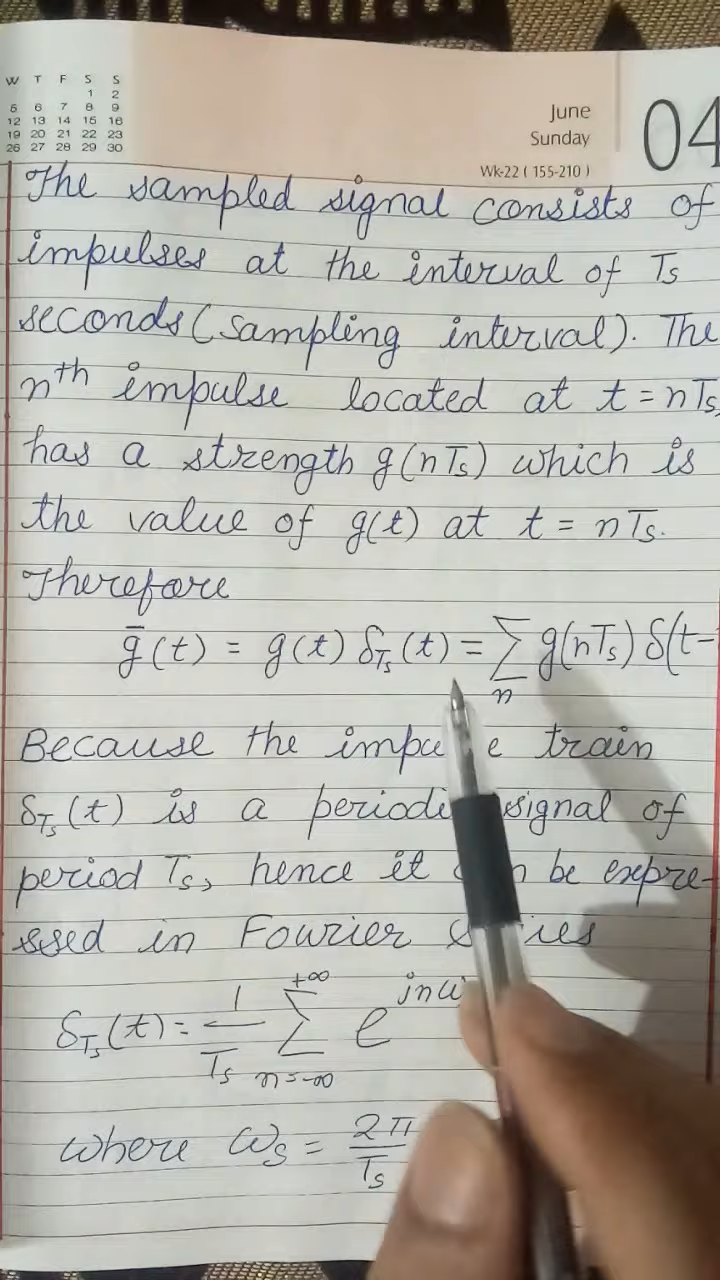 W T F S S
1 2
5 6 7 8 9
12 13 14 15 16
19 20 21 22 23
26 27 28 29 30
June
Sunday
Wk-22 ( 155-210 )
04
The sampled signal consists of
impulses at the interval of Ts
seconds (sampling interval). The
nth impulse located at t = nTs,
has a strength g(nTs) which is
the value of g(t) at t = nTs.
Therefore
ḡ(t) = g(t) δTs(t) = Σn g(nTs) δ(t-
Because the impu e train
δTs(t) is a periodi signal of
period Ts, hence it n be expre-
ssed in Fourier s ies
δTs(t) = 1/Ts Σ n=-∞ +∞ e^jnω
where ωs = 2π/Ts